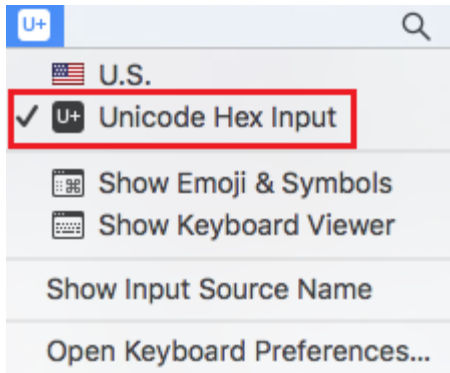 U+
U.S.
U+ Unicode Hex Input
Show Emoji & Symbols
Show Keyboard Viewer
Show Input Source Name
Open Keyboard Preferences...